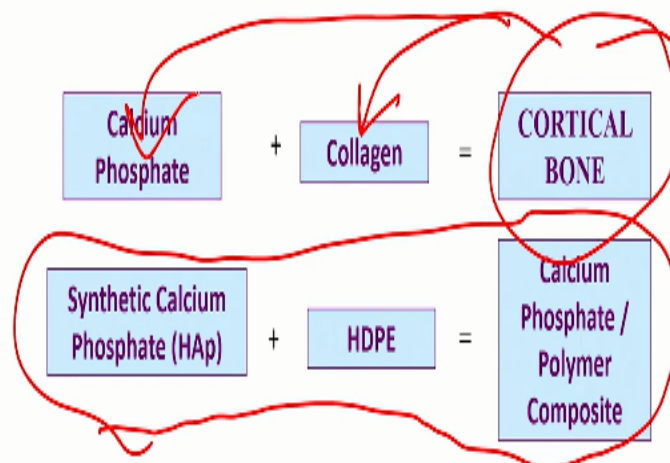 Calcium
Phosphate
+
Collagen
=
CORTICAL
BONE
Synthetic Calcium
Phosphate (HAp)
+
HDPE
=
Calcium
Phosphate /
Polymer
Composite